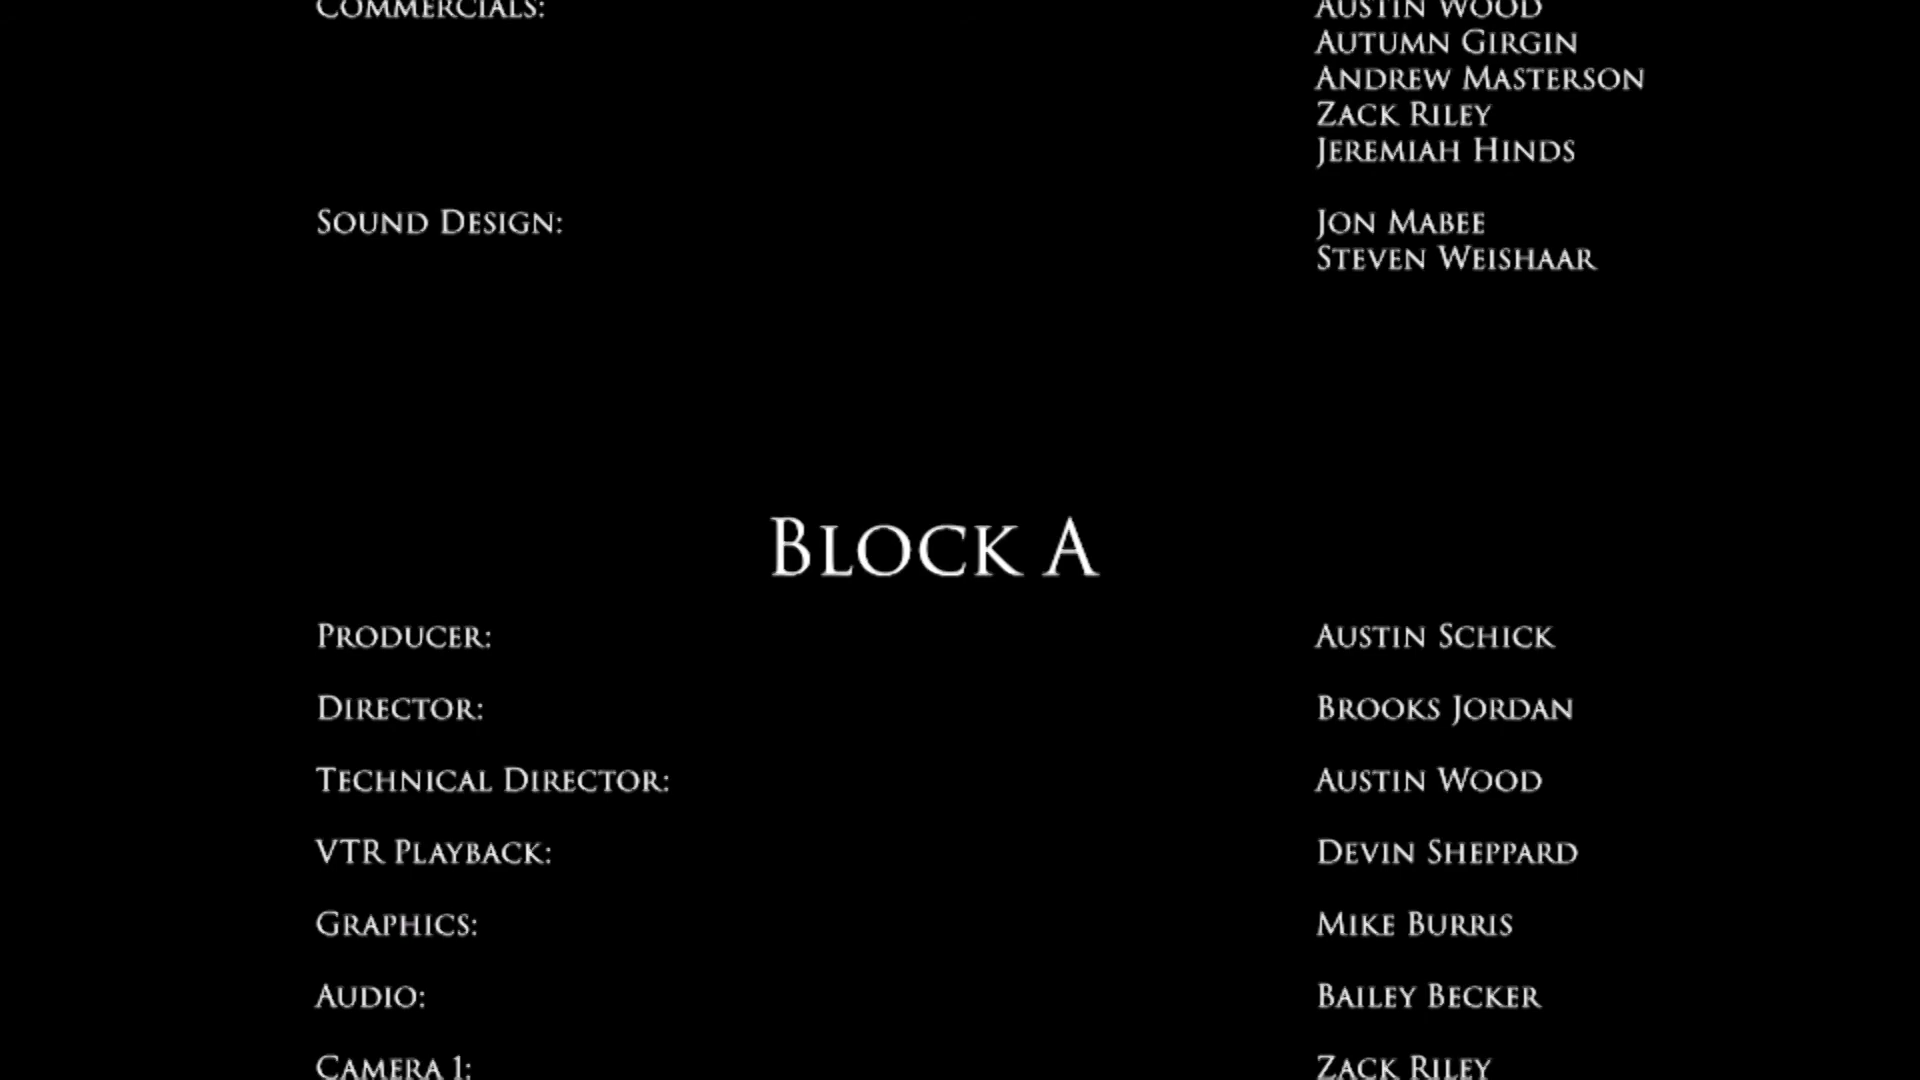 Commercials: Austin Wood
Autumn Girgin
Andrew Masterson
Zack Riley
Jeremiah Hinds
Sound Design: Jon Mabee
Steven Weishaar
Block A
Producer: Austin Schick
Director: Brooks Jordan
Technical Director: Austin Wood
VTR Playback: Devin Sheppard
Graphics: Mike Burris
Audio: Bailey Becker
Camera 1: Zack Riley